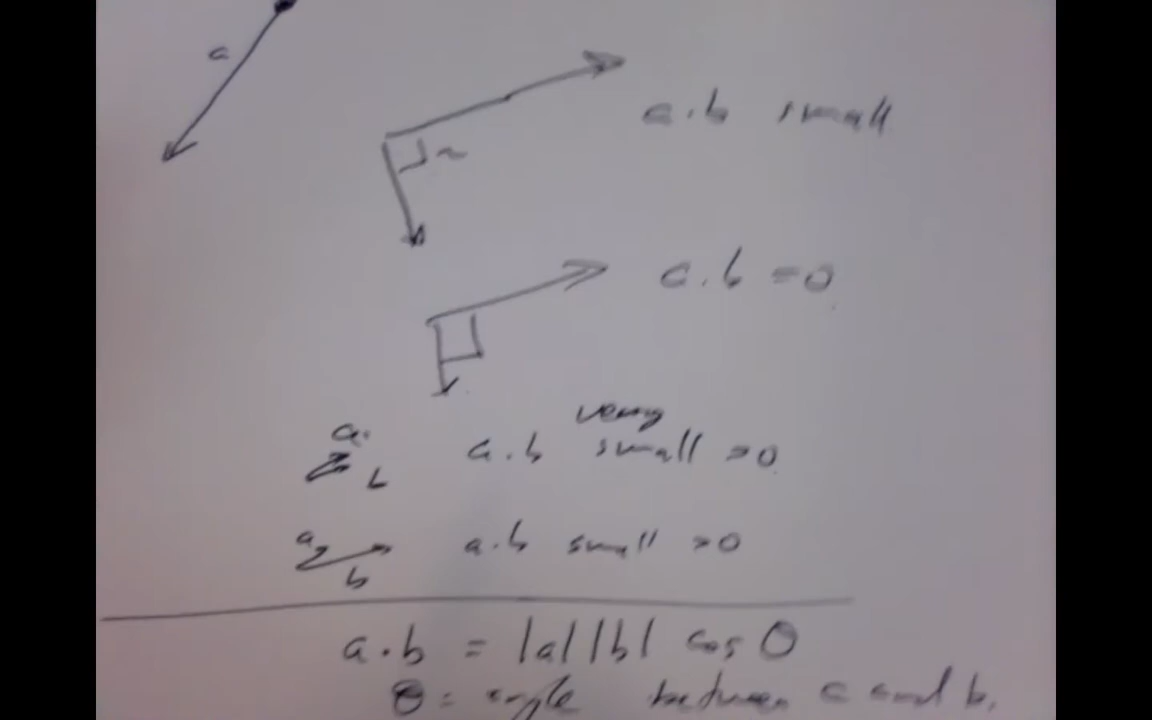 a
a.b small
~
a.b =0
very
a. a.b small >0
b
a a.b small >0
b
a.b = |a||b| cos θ
θ = angle between a and b.